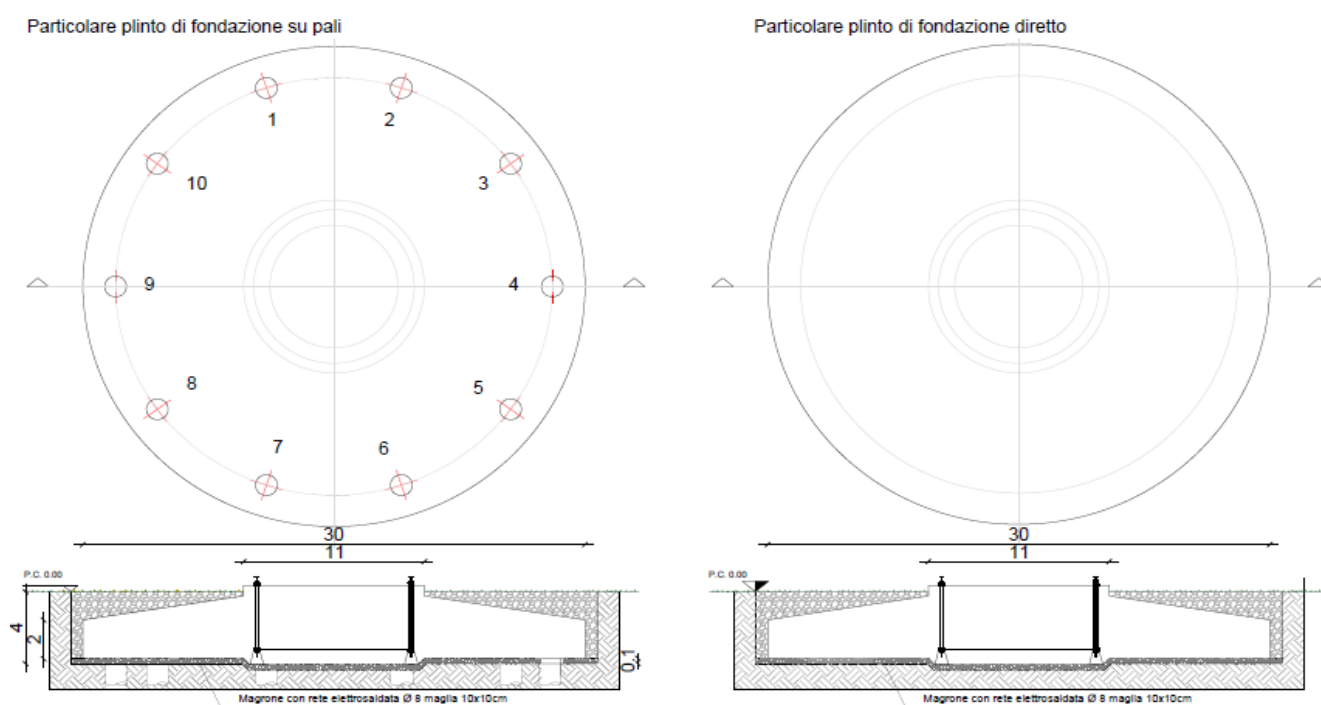 Particolare plinto di fondazione su pali
Particolare plinto di fondazione diretto
1
2
10
3
9
4
8
5
7
6
30
11
30
11
P.C. 0.00
P.C. 0.00
4
2
0.1
Magrone con rete elettrosaldata Ø 8 maglia 10x10cm
Magrone con rete elettrosaldata Ø 8 maglia 10x10cm